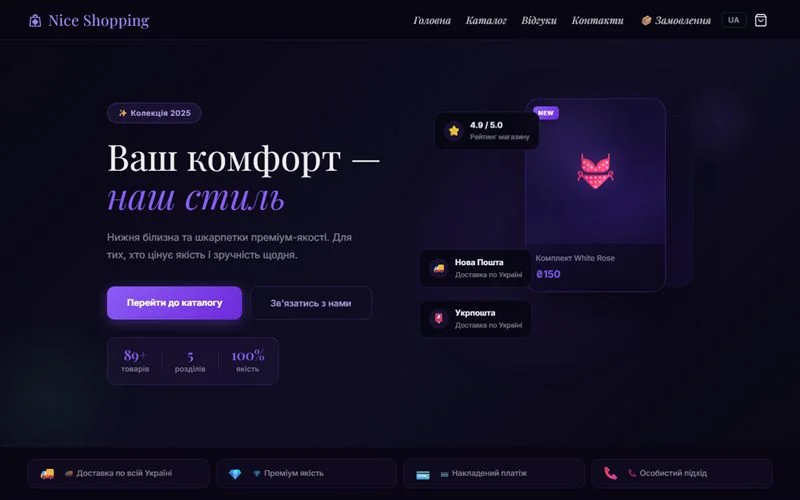 Nice Shopping
Головна
Каталог
Відгуки
Контакти
Замовлення
UA
Колекція 2025
Ваш комфорт —
наш стиль
Нижня білизна та шкарпетки преміум-якості. Для
тих, хто цінує якість і зручність щодня.
Перейти до каталогу
Зв'язатись з нами
89+
товарів
5
розділів
100%
якість
4.9 / 5.0
Рейтинг магазину
NEW
Нова Пошта
Доставка по Україні
Укрпошта
Доставка по Україні
Комплект White Rose
₴150
Доставка по всій Україні
Преміум якість
Накладений платіж
Особистий підхід